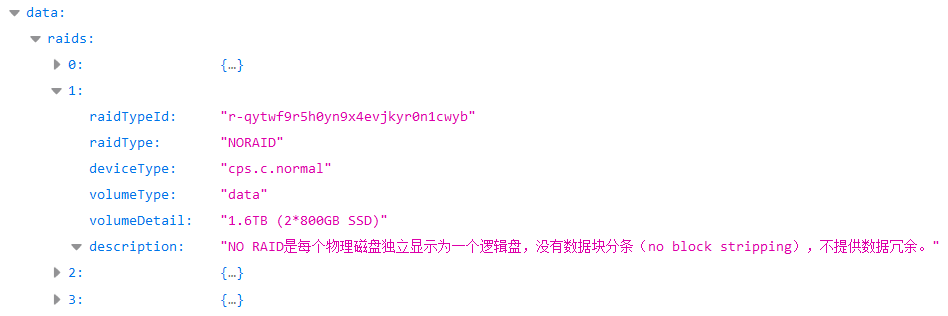 data:
raids:
0: {…}
1:
raidTypeId: "r-qytwf9r5h0yn9x4evjkyr0n1cwyb"
raidType: "NORAID"
deviceType: "cps.c.normal"
volumeType: "data"
volumeDetail: "1.6TB (2*800GB SSD)"
description: "NO RAID是每个物理磁盘独立显示为一个逻辑盘，没有数据块分条（no block stripping），不提供数据冗余。"
2: {…}
3: {…}